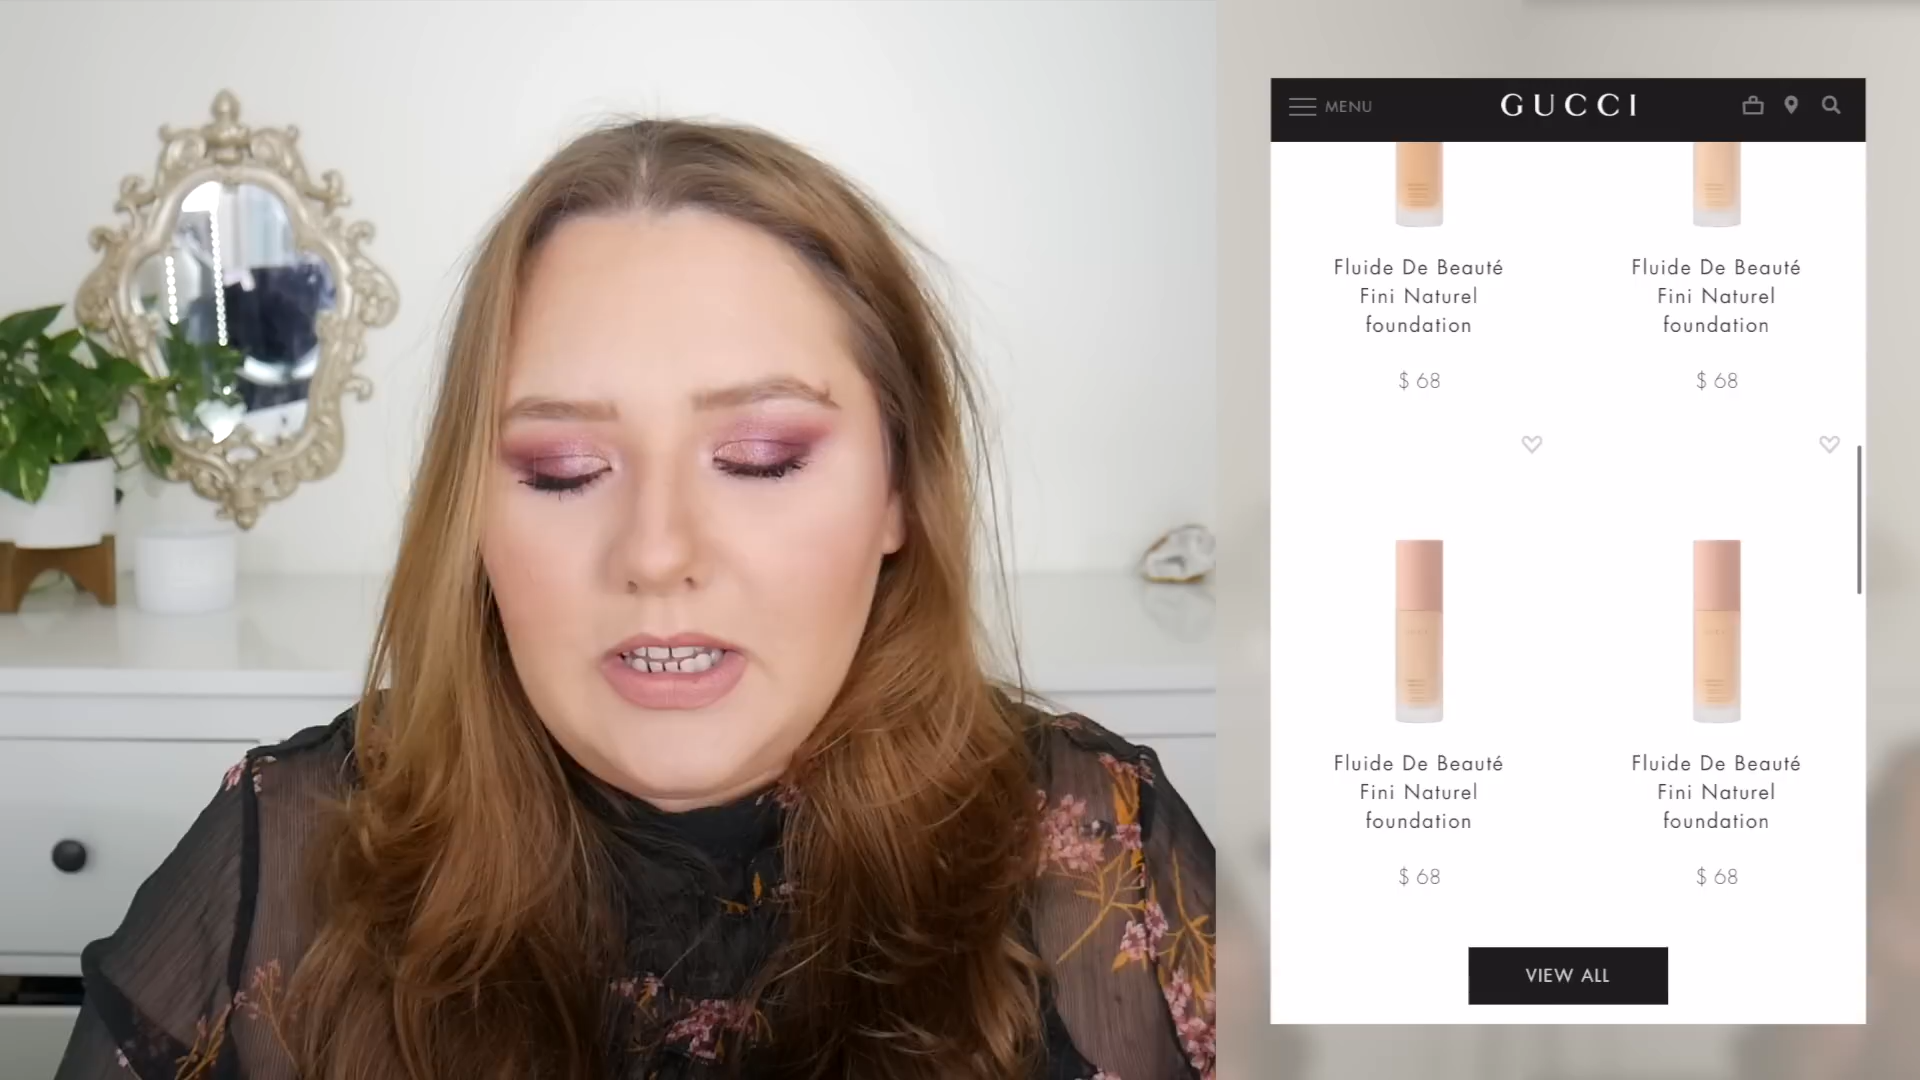 MENU
GUCCI
Fluide De Beauté
Fini Naturel
foundation
$ 68
Fluide De Beauté
Fini Naturel
foundation
$ 68
Fluide De Beauté
Fini Naturel
foundation
$ 68
Fluide De Beauté
Fini Naturel
foundation
$ 68
VIEW ALL